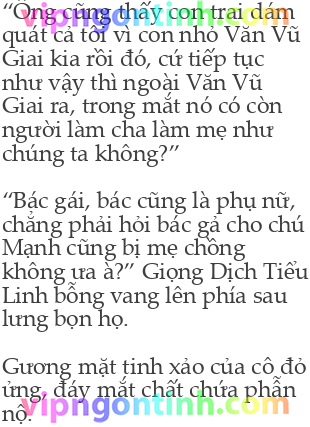 “Ông cũng thấy con trai dám
quát cả tôi vì con nhỏ Văn Vũ
Giai kia rồi đó, cứ tiếp tục
như vậy thì ngoài Văn Vũ
Giai ra, trong mắt nó có còn
người làm cha làm mẹ như
chúng ta không?”
“Bác gái, bác cũng là phụ nữ,
chẳng phải hỏi bác gả cho chú
Mạnh cũng bị mẹ chồng
không ưa à?” Giọng Dịch Tiểu
Linh bỗng vang lên phía sau
lưng bọn họ.
Gương mặt tinh xảo của cô đỏ
ửng, đáy mắt chất chứa phẫn
nộ.
vipngontinh.com
vipngontinh.com